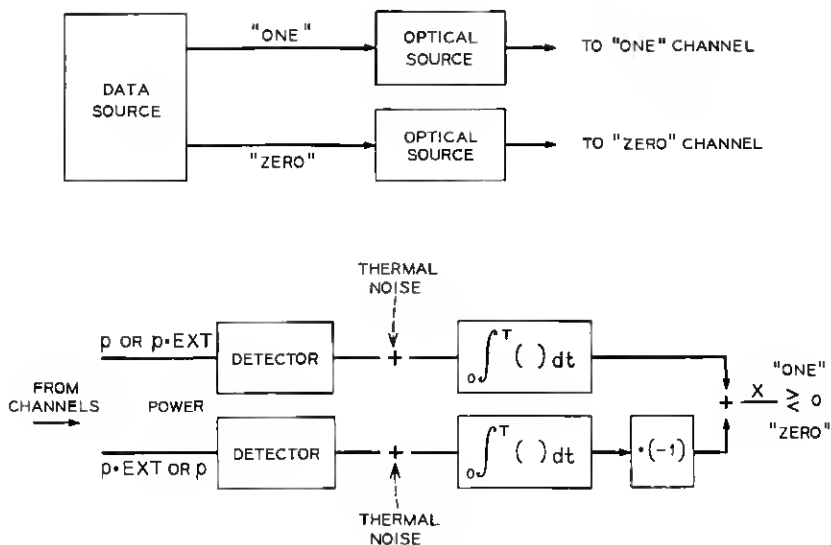 DATA
SOURCE
"ONE"
OPTICAL
SOURCE
TO "ONE" CHANNEL
"ZERO"
OPTICAL
SOURCE
TO "ZERO" CHANNEL
THERMAL
NOISE
p OR p•EXT
DETECTOR
+
0∫T ( ) dt
FROM
CHANNELS
POWER
+ X ≷ 0
"ONE"
"ZERO"
p•EXT OR p
DETECTOR
+
0∫T ( ) dt
•(-1)
THERMAL
NOISE